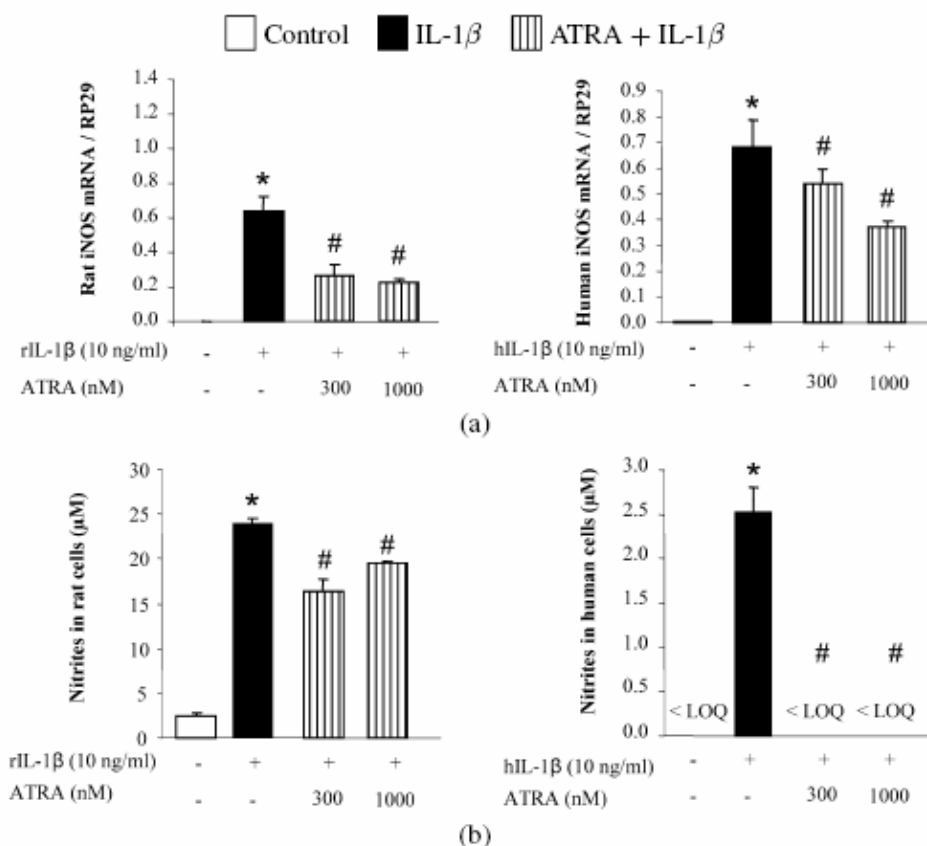 Control IL-1β ATRA + IL-1β
Rat iNOS mRNA / RP29
1.4
1.2
1.0
0.8
0.6
0.4
0.2
0.0
*
#
#
rIL-1β (10 ng/ml) - + + +
ATRA (nM) - - 300 1000
Human iNOS mRNA / RP29
0.9
0.8
0.7
0.6
0.5
0.4
0.3
0.2
0.1
0.0
*
#
#
hIL-1β (10 ng/ml) - + + +
ATRA (nM) - - 300 1000
(a)
Nitrites in rat cells (μM)
30
25
20
15
10
5
0
*
#
#
rIL-1β (10 ng/ml) - + + +
ATRA (nM) - - 300 1000
Nitrites in human cells (μM)
3.0
2.5
2.0
1.5
1.0
0.5
0.0
*
#
#
< LOQ < LOQ < LOQ
hIL-1β (10 ng/ml) - + + +
ATRA (nM) - - 300 1000
(b)